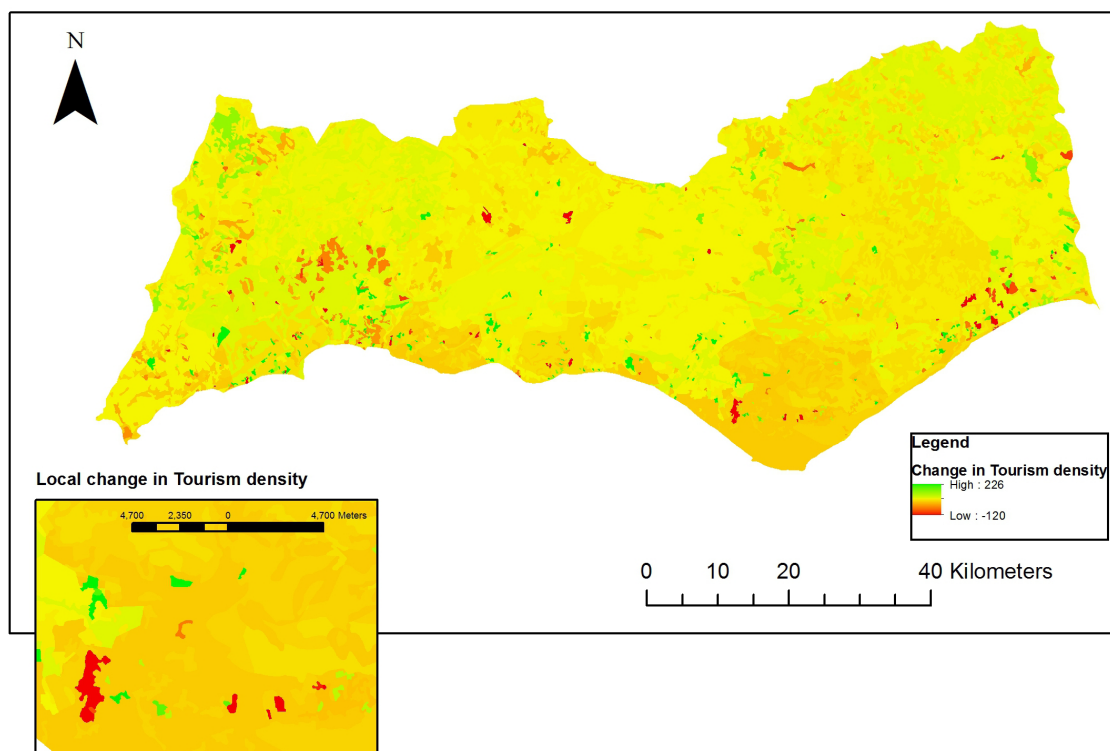 N
Legend
Change in Tourism density
High : 226
Low : -120
Local change in Tourism density
4,700 2,350 0 4,700 Meters
0 10 20 40 Kilometers